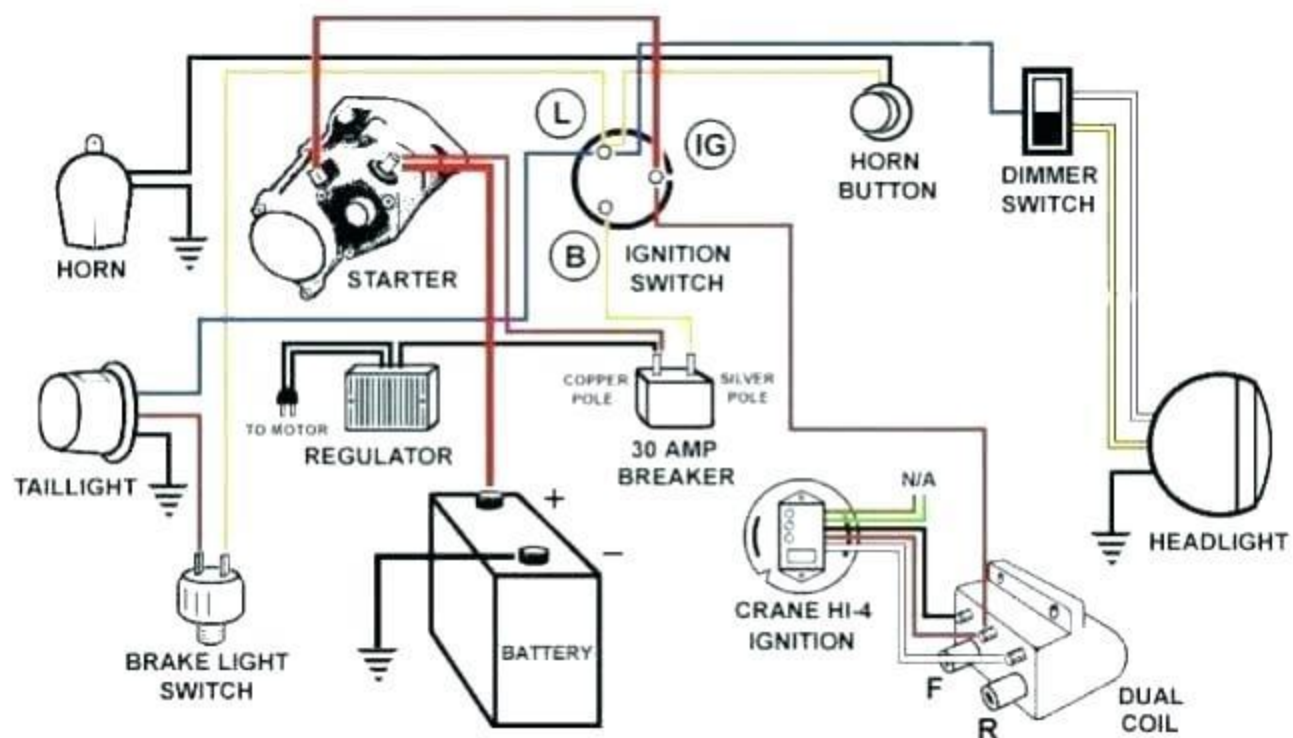 L
IG
B
HORN
BUTTON
DIMMER
SWITCH
HORN
STARTER
IGNITION
SWITCH
COPPER
POLE
SILVER
POLE
TO MOTOR
REGULATOR
30 AMP
BREAKER
TAILLIGHT
N/A
HEADLIGHT
+
−
BATTERY
CRANE HI-4
IGNITION
BRAKE LIGHT
SWITCH
F
R
DUAL
COIL